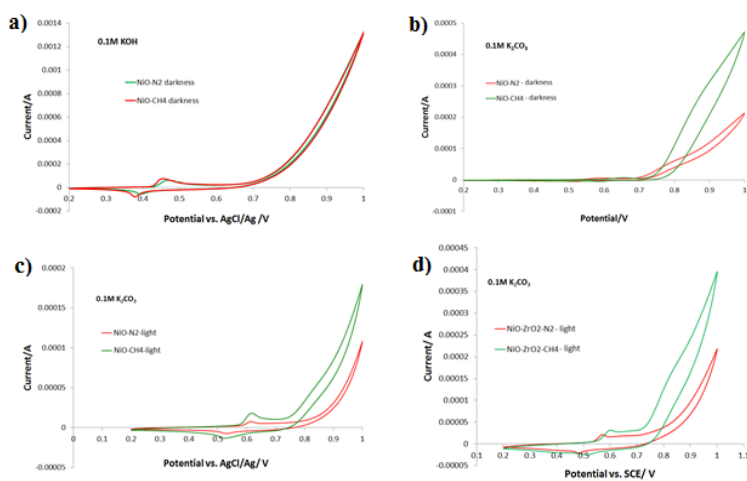 a)
0.1M KOH
NiO-N2 darkness
NiO-CH4 darkness
Current/A
0.0014
0.0012
0.001
0.0008
0.0006
0.0004
0.0002
0
-0.0002
0.2 0.3 0.4 0.5 0.6 0.7 0.8 0.9 1
Potential vs. AgCl/Ag /V
b)
0.1M K₂CO₃
NiO-N2 - darkness
NiO-CH4 - darkness
Current/A
0.0005
0.0004
0.0003
0.0002
0.0001
0
-0.0001
0.2 0.3 0.4 0.5 0.6 0.7 0.8 0.9 1
Potential/V
c)
0.1M K₂CO₃
NiO-N2-light
NiO-CH4-light
Current/A
0.0002
0.00015
0.0001
0.00005
0
-0.00005
0 0.1 0.2 0.3 0.4 0.5 0.6 0.7 0.8 0.9 1
Potential vs. AgCl/Ag/ V
d)
0.1M K₂CO₃
NiO-ZrO2-N2 - light
NiO-ZrO2-CH4 - light
Current/ A
0.00045
0.0004
0.00035
0.0003
0.00025
0.0002
0.00015
0.0001
0.00005
0
-0.00005
0.1 0.2 0.3 0.4 0.5 0.6 0.7 0.8 0.9 1 1.1
Potential vs. SCE/ V